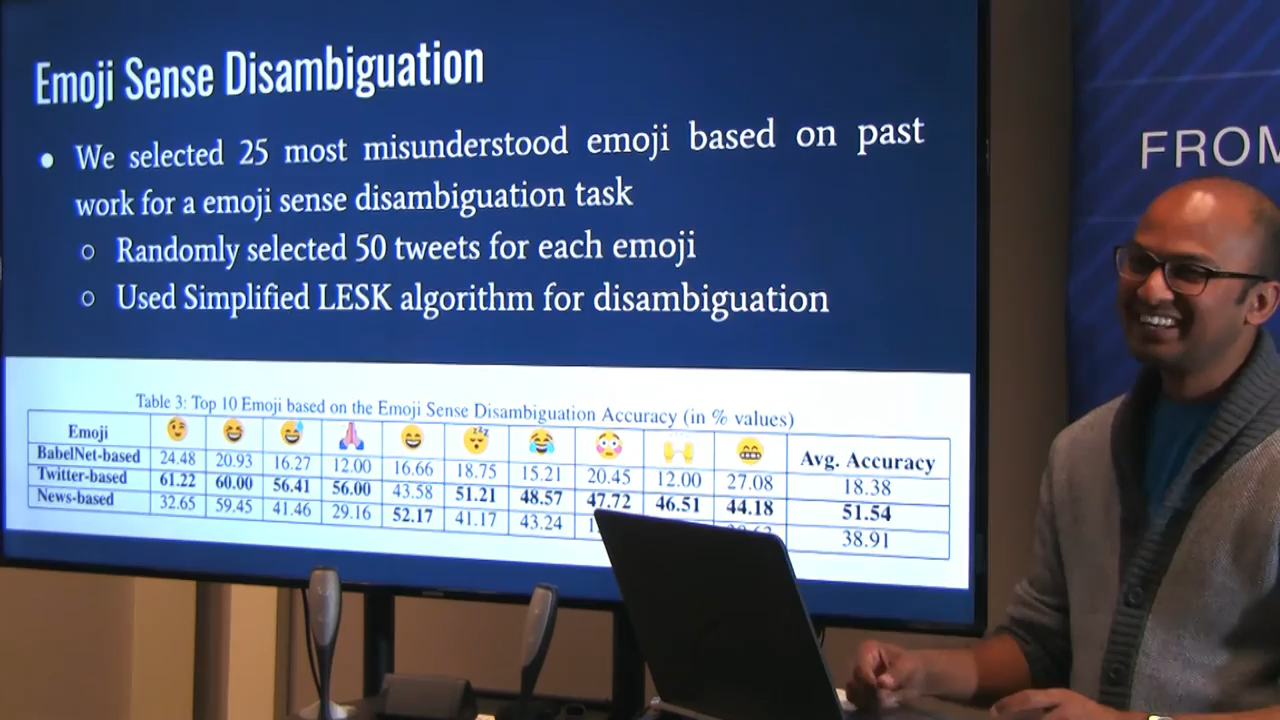 Emoji Sense Disambiguation
We selected 25 most misunderstood emoji based on past
work for a emoji sense disambiguation task
Randomly selected 50 tweets for each emoji
Used Simplified LESK algorithm for disambiguation
Table 3: Top 10 Emoji based on the Emoji Sense Disambiguation Accuracy (in % values)
Emoji 😉 😆 😅 🙏 😄 😴 😂 😳 🙌 😁 Avg. Accuracy
BabelNet-based 24.48 20.93 16.27 12.00 16.66 18.75 15.21 20.45 12.00 27.08 18.38
Twitter-based 61.22 60.00 56.41 56.00 43.58 51.21 48.57 47.72 46.51 44.18 51.54
News-based 32.65 59.45 41.46 29.16 52.17 41.17 43.24 38.91
FROM